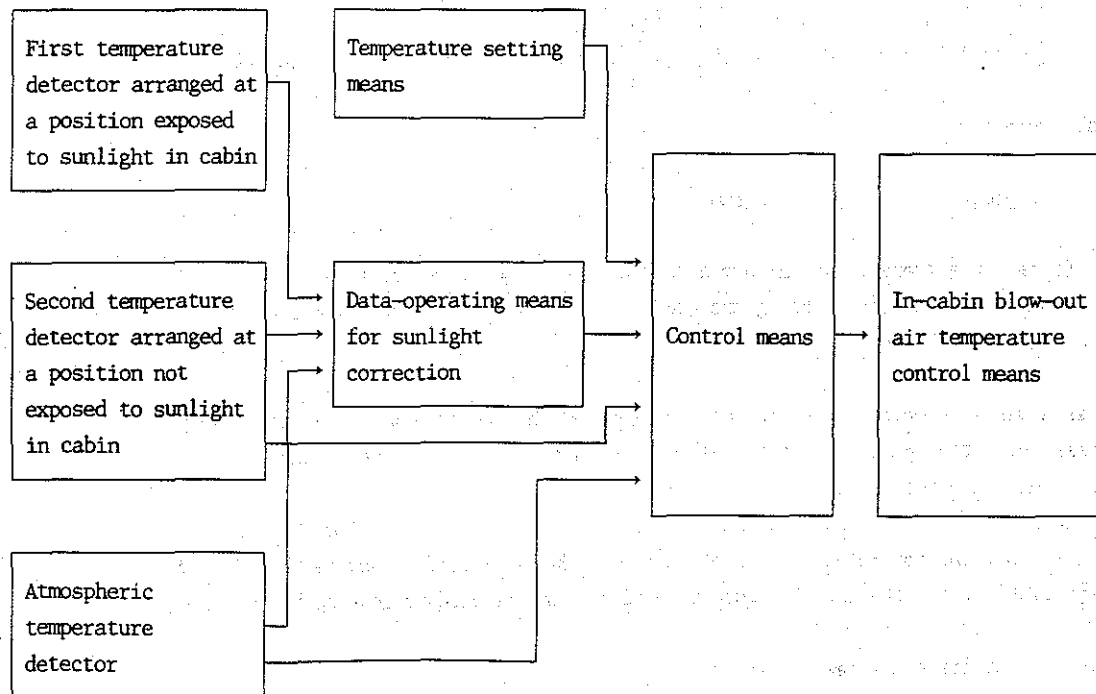 First temperature
detector arranged at
a position exposed
to sunlight in cabin
Temperature setting
means
Second temperature
detector arranged at
a position not
exposed to sunlight
in cabin
Data-operating means
for sunlight
correction
Control means
In-cabin blow-out
air temperature
control means
Atmospheric
temperature
detector